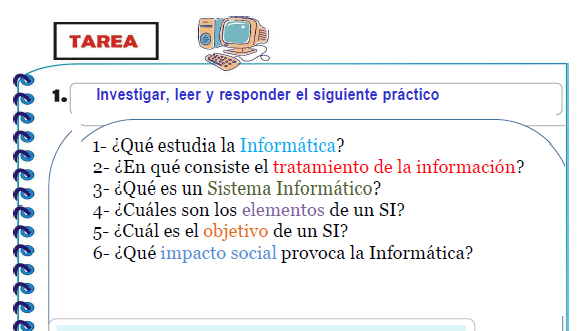 TAREA
1. Investigar, leer y responder el siguiente práctico
1- ¿Qué estudia la Informática?
2- ¿En qué consiste el tratamiento de la información?
3- ¿Qué es un Sistema Informático?
4- ¿Cuáles son los elementos de un SI?
5- ¿Cuál es el objetivo de un SI?
6- ¿Qué impacto social provoca la Informática?